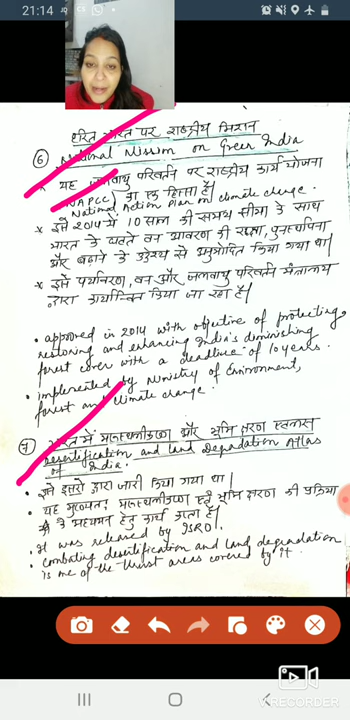 21:14
79%
हरित भारत पर राष्ट्रीय मिशन
6 National Mission on Green India
* यह जलवायु परिवर्तन पर राष्ट्रीय कार्य योजना
NAPCC का एक हिस्सा है।
National Action Plan on climate change.
* इसे 2014 में 10 साल की समय सीमा के साथ
भारत के घटते वन आवरण की रक्षा, पुनर्स्थापना
और बढ़ाने के उद्देश्य से अनुमोदित किया गया था।
* इसे पर्यावरण, वन और जलवायु परिवर्तन मंत्रालय
द्वारा कार्यान्वित किया जा रहा है।
• approved in 2014 with objective of protecting,
restoring and enhancing India's diminishing
forest cover with a deadline of 10 years.
• implemented by Ministry of Environment,
forest and climate change.
7 भारत में मरुस्थलीकरण और भूमि क्षरण एटलस
Desertification and land Degradation Atlas
of India.
• इसे इसरो द्वारा जारी किया गया था।
• यह मुख्यतः मरुस्थलीकरण एवं भूमि क्षरण की प्रक्रिया
के अध्ययन हेतु कार्य करता है।
• It was released by ISRO.
• combating desertification and land degradation
is one of the thrust areas covered by it.